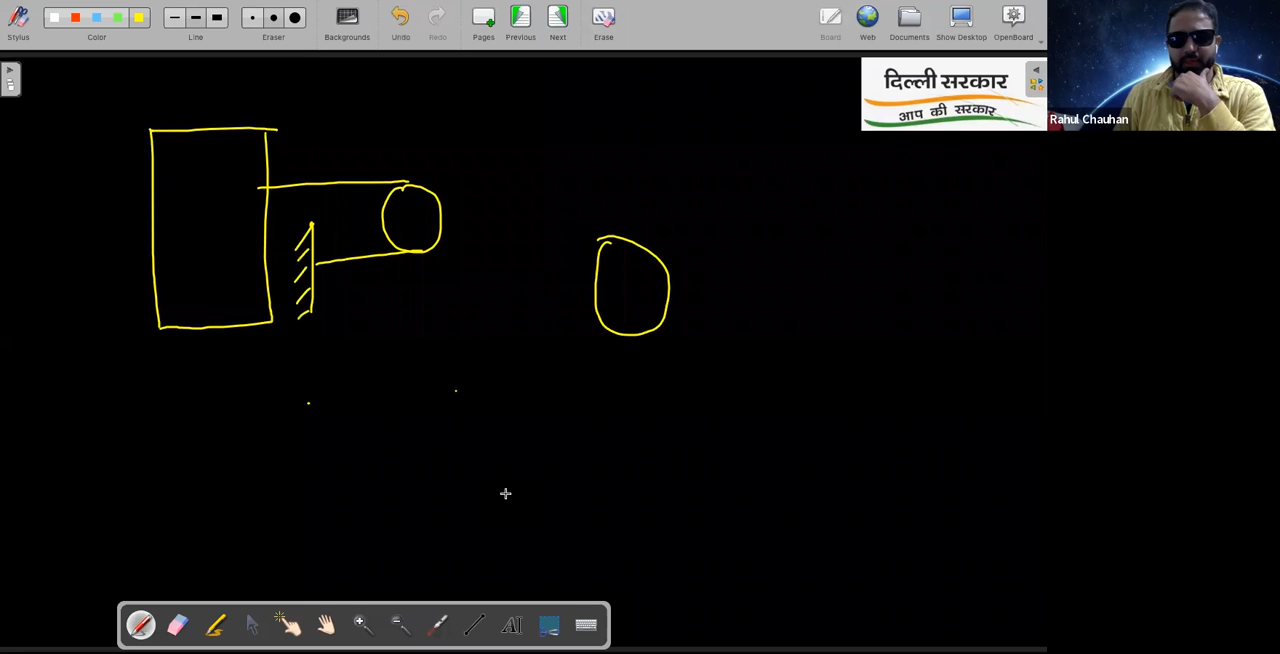 Stylus
Color
Line
Eraser
Backgrounds
Undo
Redo
Pages
Previous
Next
Erase
Board
Web
Documents
Show Desktop
OpenBoard
दिल्ली सरकार
आप की सरकार
Rahul Chauhan
AI